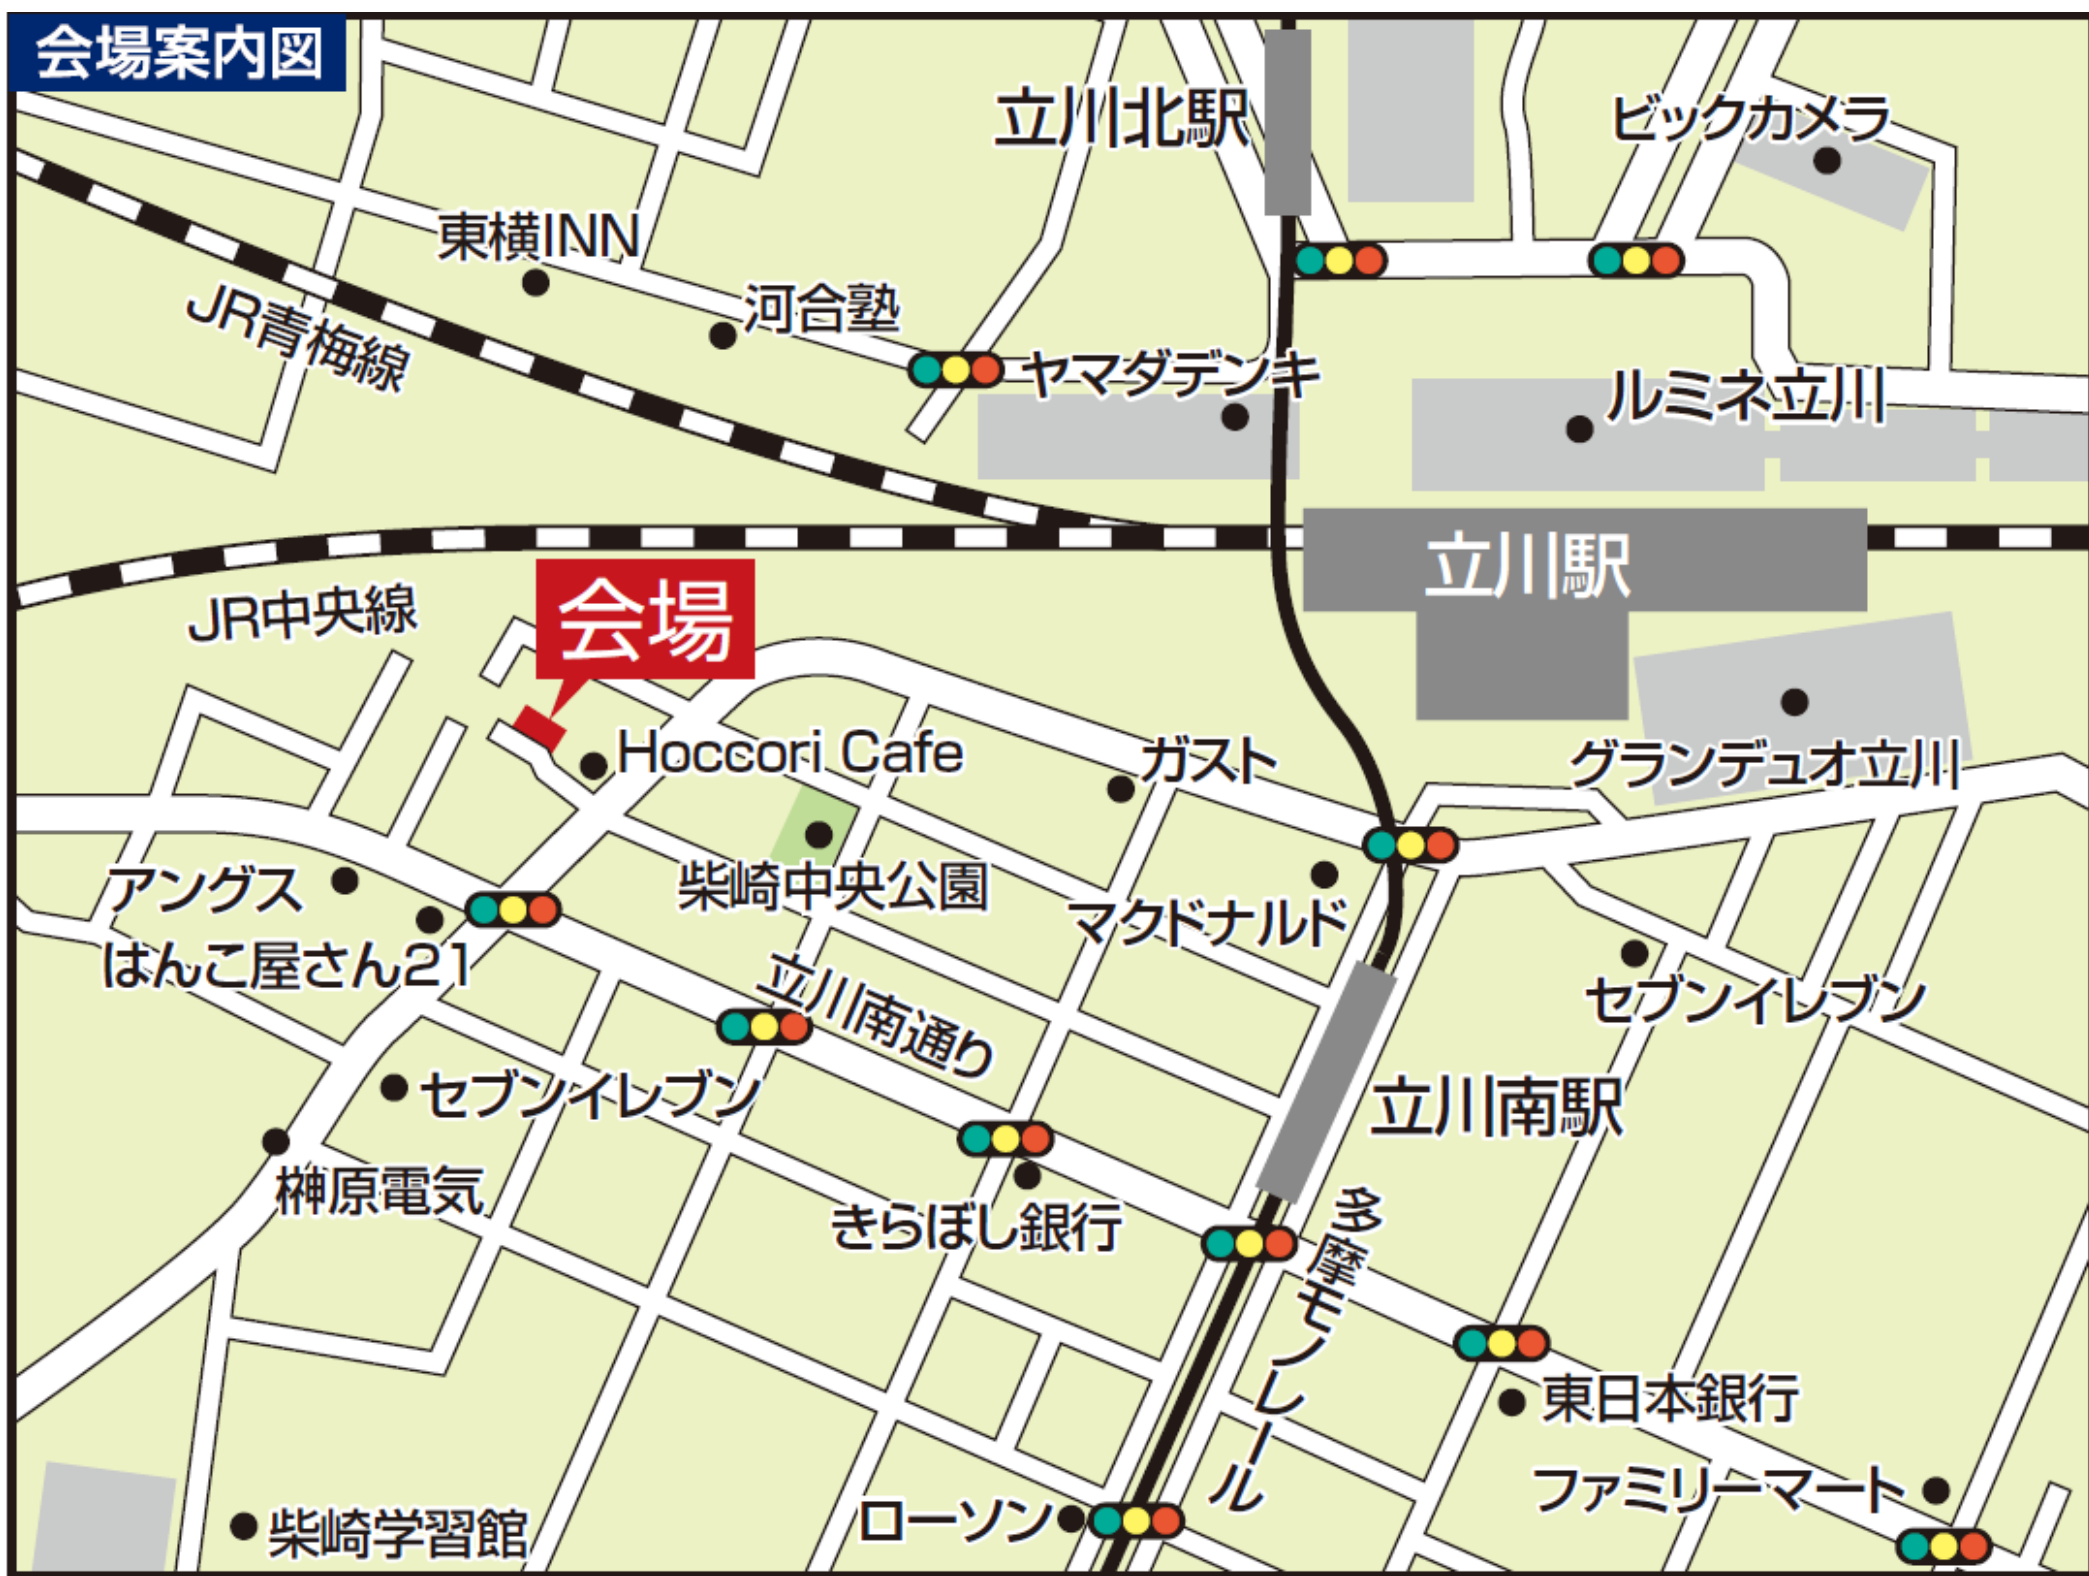 会場案内図
立川北駅
ビックカメラ
東横INN
河合塾
JR青梅線
ヤマダデンキ
ルミネ立川
立川駅
JR中央線
会場
Hoccori Cafe
ガスト
グランデュオ立川
アングス
柴崎中央公園
マクドナルド
はんこ屋さん21
立川南通り
セブンイレブン
セブンイレブン
立川南駅
榊原電気
きらぼし銀行
多摩モノレール
東日本銀行
ファミリーマート
ローソン
柴崎学習館